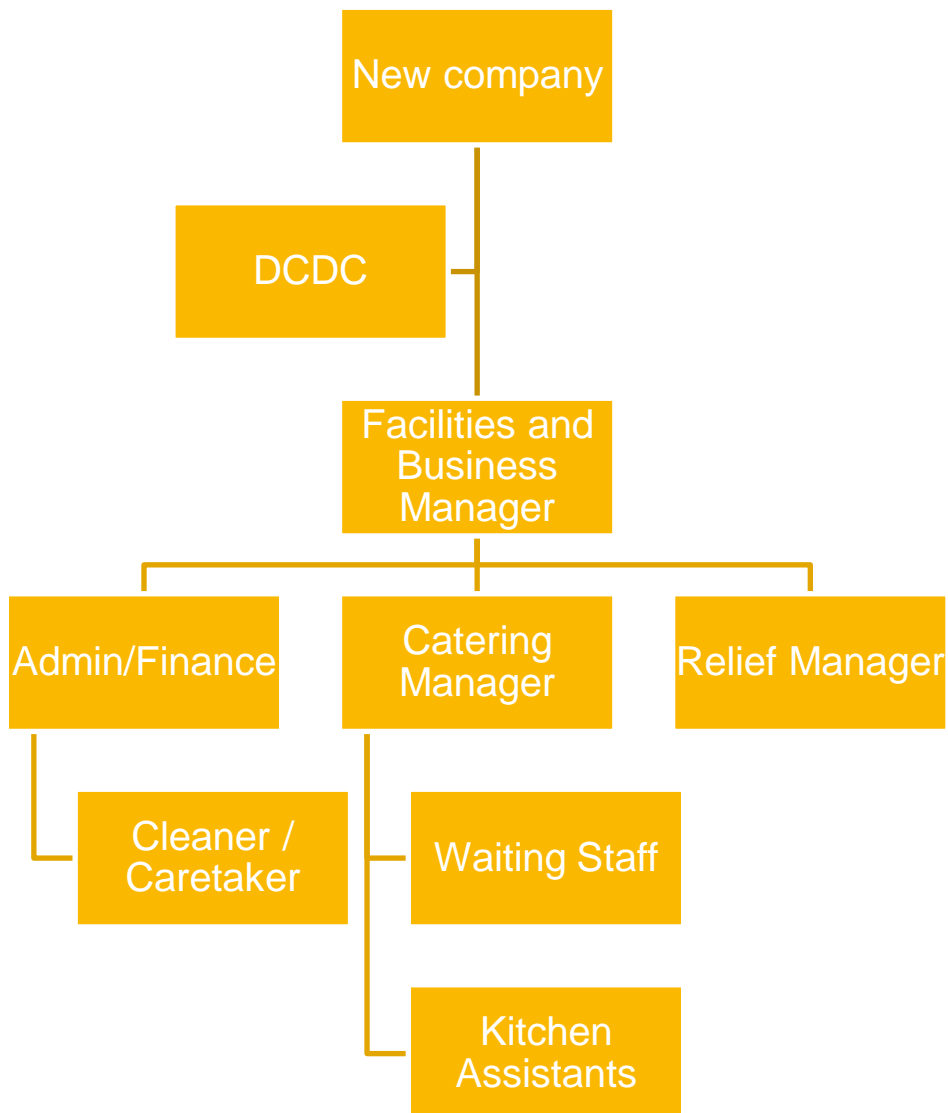 New company
DCDC
Facilities and
Business
Manager
Admin/Finance
Catering
Manager
Relief Manager
Cleaner /
Caretaker
Waiting Staff
Kitchen
Assistants